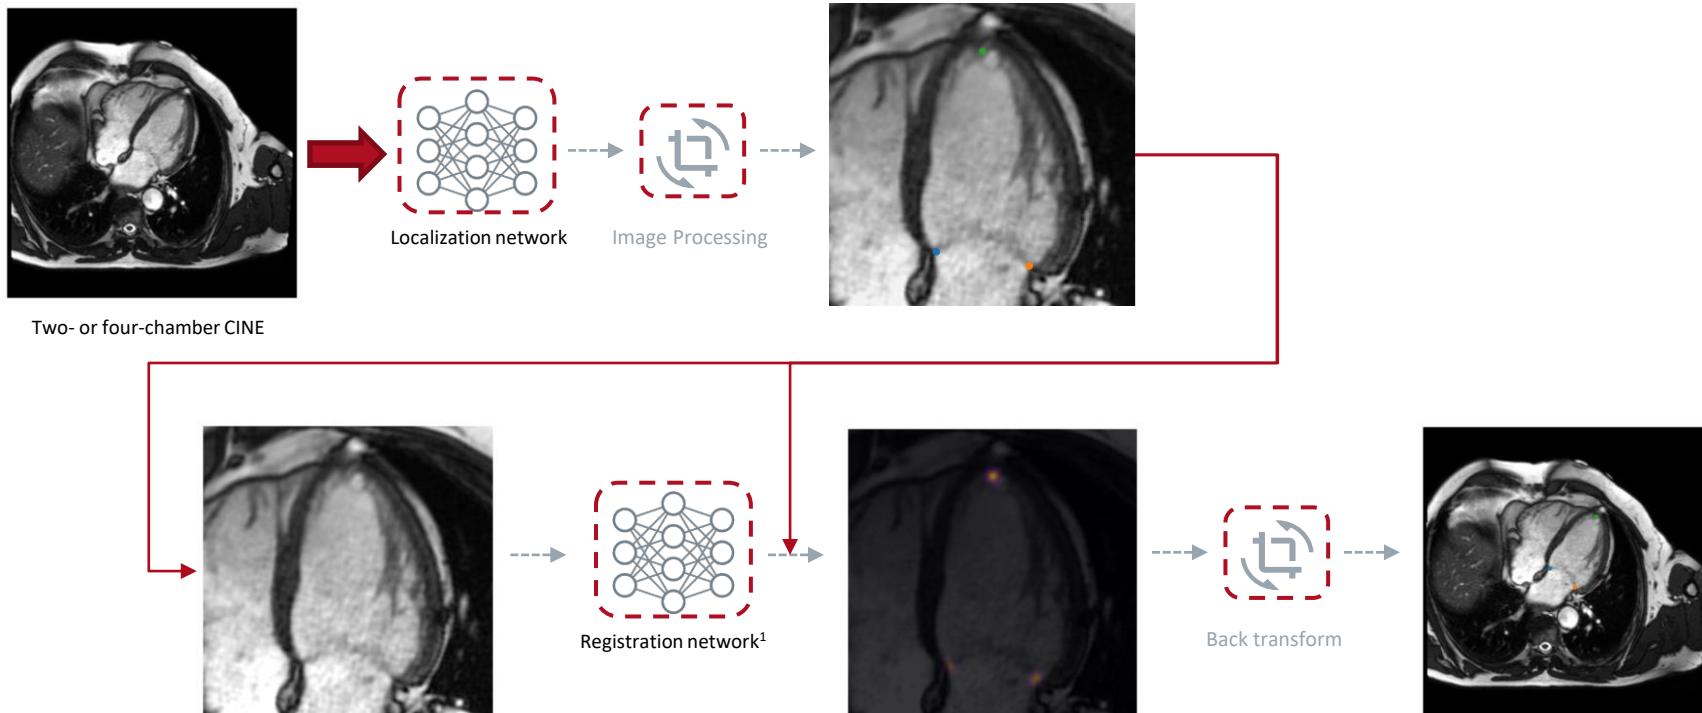 Localization network
Image Processing
Two- or four-chamber CINE
Registration network¹
Back transform